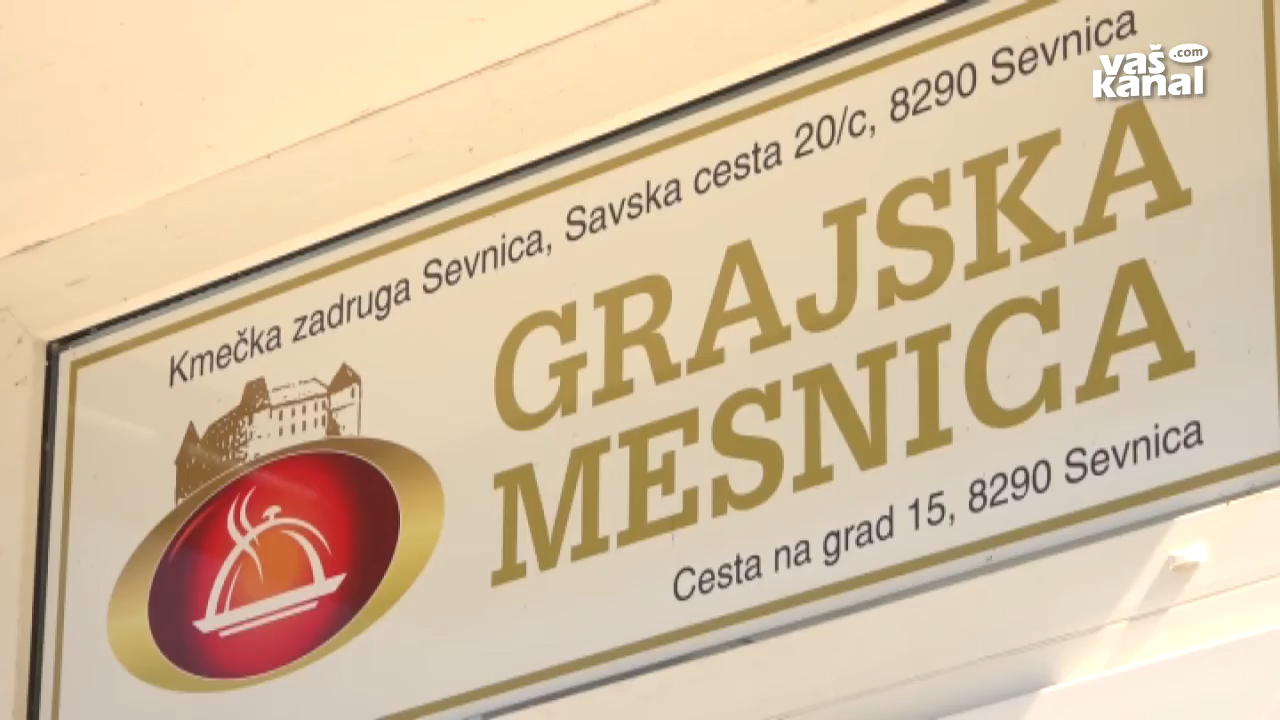 vaš .com
kanal
Kmečka zadruga Sevnica, Savska cesta 20/c, 8290 Sevnica
GRAJSKA
MESNICA
Cesta na grad 15, 8290 Sevnica